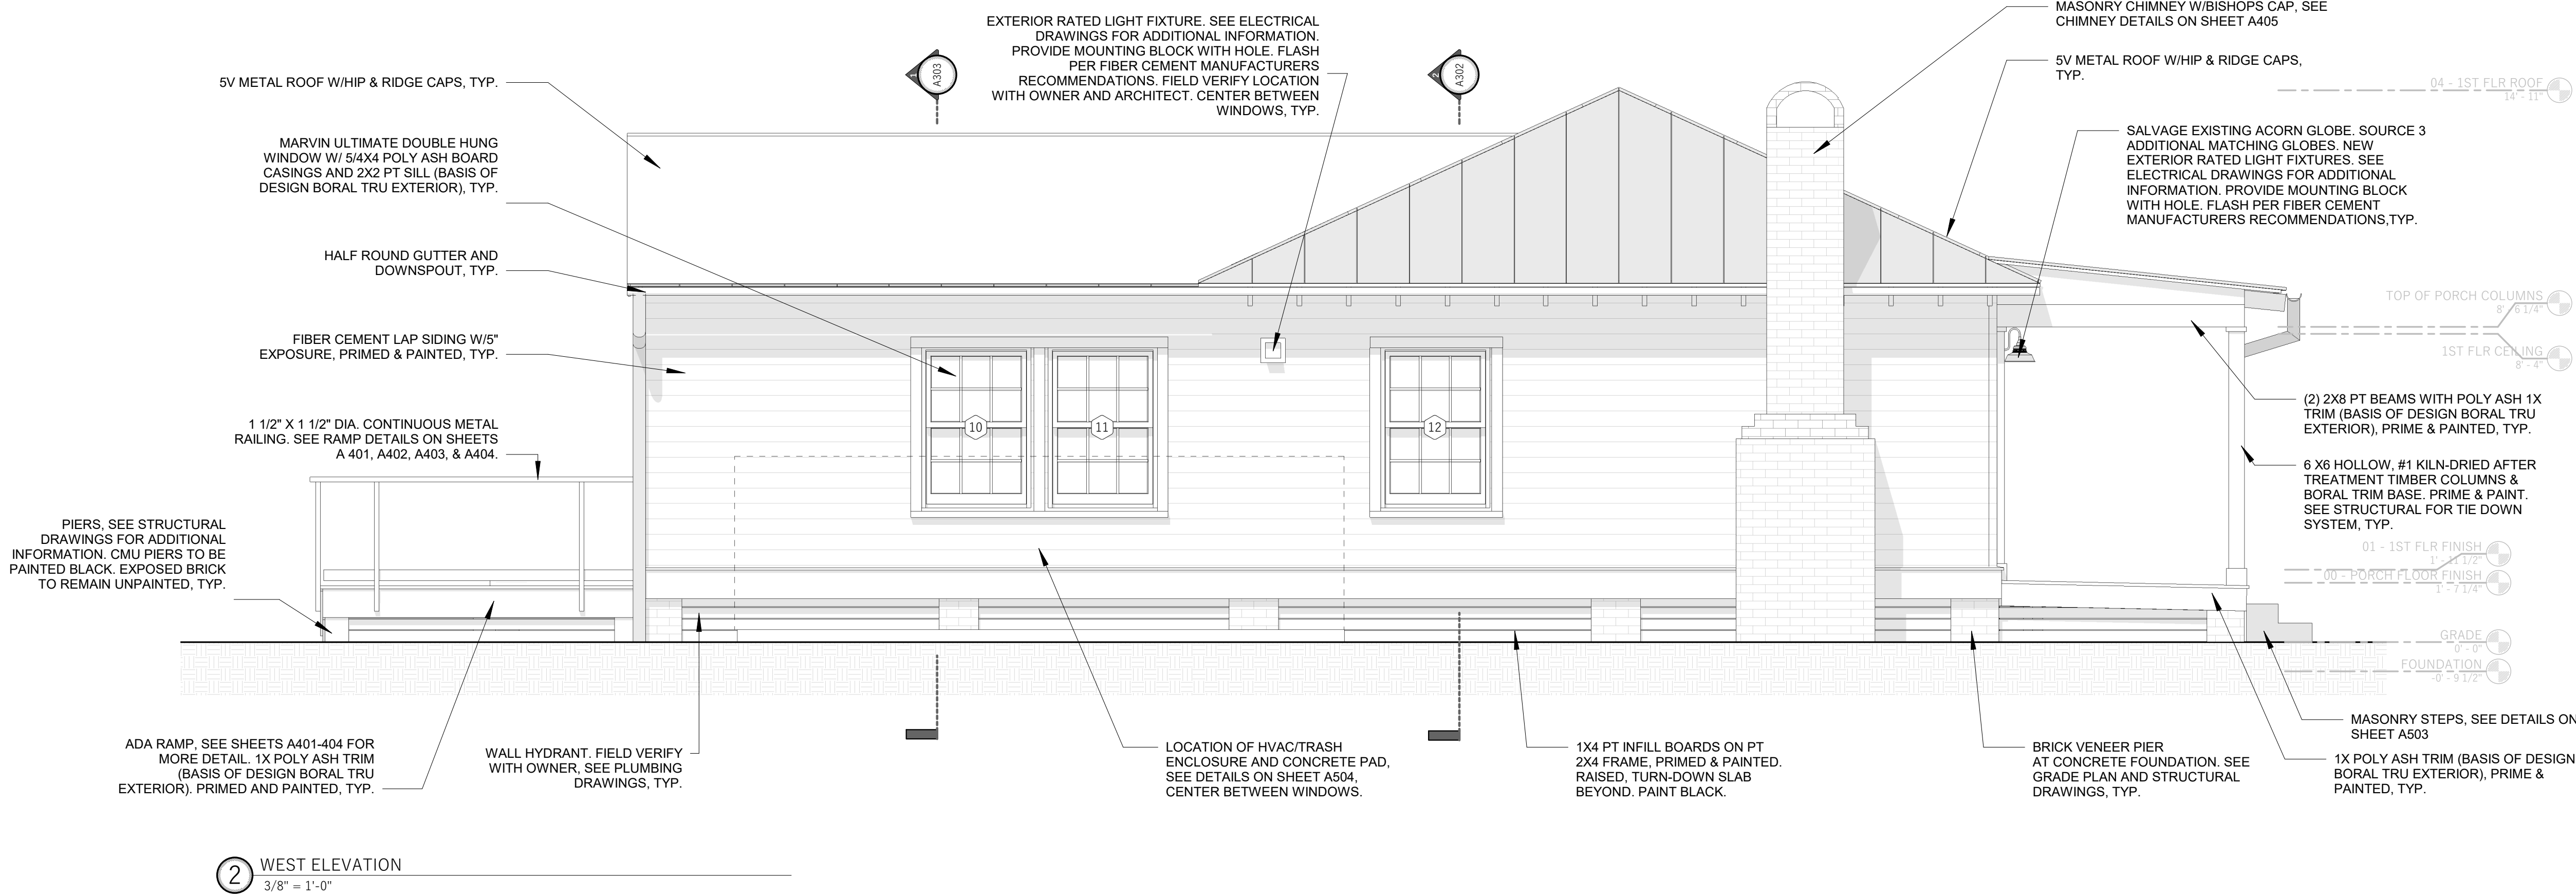 EXTERIOR RATED LIGHT FIXTURE. SEE ELECTRICAL
DRAWINGS FOR ADDITIONAL INFORMATION.
PROVIDE MOUNTING BLOCK WITH HOLE. FLASH
PER FIBER CEMENT MANUFACTURERS
RECOMMENDATIONS. FIELD VERIFY LOCATION
WITH OWNER AND ARCHITECT. CENTER BETWEEN
WINDOWS, TYP.
MASONRY CHIMNEY W/BISHOPS CAP, SEE
CHIMNEY DETAILS ON SHEET A405
1
A303
2
A302
5V METAL ROOF W/HIP & RIDGE CAPS, TYP.
5V METAL ROOF W/HIP & RIDGE CAPS,
TYP.
04 - 1ST FLR ROOF
14' - 11"
MARVIN ULTIMATE DOUBLE HUNG
WINDOW W/ 5/4X4 POLY ASH BOARD
CASINGS AND 2X2 PT SILL (BASIS OF
DESIGN BORAL TRU EXTERIOR), TYP.
SALVAGE EXISTING ACORN GLOBE. SOURCE 3
ADDITIONAL MATCHING GLOBES. NEW
EXTERIOR RATED LIGHT FIXTURES. SEE
ELECTRICAL DRAWINGS FOR ADDITIONAL
INFORMATION. PROVIDE MOUNTING BLOCK
WITH HOLE. FLASH PER FIBER CEMENT
MANUFACTURERS RECOMMENDATIONS,TYP.
HALF ROUND GUTTER AND
DOWNSPOUT, TYP.
TOP OF PORCH COLUMNS
8' - 6 1/4"
FIBER CEMENT LAP SIDING W/5"
EXPOSURE, PRIMED & PAINTED, TYP.
1ST FLR CEILING
8' - 4"
1 1/2" X 1 1/2" DIA. CONTINUOUS METAL
RAILING. SEE RAMP DETAILS ON SHEETS
A 401, A402, A403, & A404.
10
11
12
(2) 2X8 PT BEAMS WITH POLY ASH 1X
TRIM (BASIS OF DESIGN BORAL TRU
EXTERIOR), PRIME & PAINTED, TYP.
6 X6 HOLLOW, #1 KILN-DRIED AFTER
TREATMENT TIMBER COLUMNS &
BORAL TRIM BASE. PRIME & PAINT.
SEE STRUCTURAL FOR TIE DOWN
SYSTEM, TYP.
PIERS, SEE STRUCTURAL
DRAWINGS FOR ADDITIONAL
INFORMATION. CMU PIERS TO BE
PAINTED BLACK. EXPOSED BRICK
TO REMAIN UNPAINTED, TYP.
01 - 1ST FLR FINISH
1' - 11 1/2"
00 - PORCH FLOOR FINISH
1' - 7 1/4"
GRADE
0' - 0"
FOUNDATION
-0' - 9 1/2"
ADA RAMP, SEE SHEETS A401-404 FOR
MORE DETAIL. 1X POLY ASH TRIM
(BASIS OF DESIGN BORAL TRU
EXTERIOR). PRIMED AND PAINTED, TYP.
WALL HYDRANT. FIELD VERIFY
WITH OWNER, SEE PLUMBING
DRAWINGS, TYP.
LOCATION OF HVAC/TRASH
ENCLOSURE AND CONCRETE PAD,
SEE DETAILS ON SHEET A504,
CENTER BETWEEN WINDOWS.
1X4 PT INFILL BOARDS ON PT
2X4 FRAME, PRIMED & PAINTED.
RAISED, TURN-DOWN SLAB
BEYOND. PAINT BLACK.
BRICK VENEER PIER
AT CONCRETE FOUNDATION. SEE
GRADE PLAN AND STRUCTURAL
DRAWINGS, TYP.
MASONRY STEPS, SEE DETAILS ON
SHEET A503
1X POLY ASH TRIM (BASIS OF DESIGN
BORAL TRU EXTERIOR), PRIME &
PAINTED, TYP.
2
WEST ELEVATION
3/8" = 1'-0"